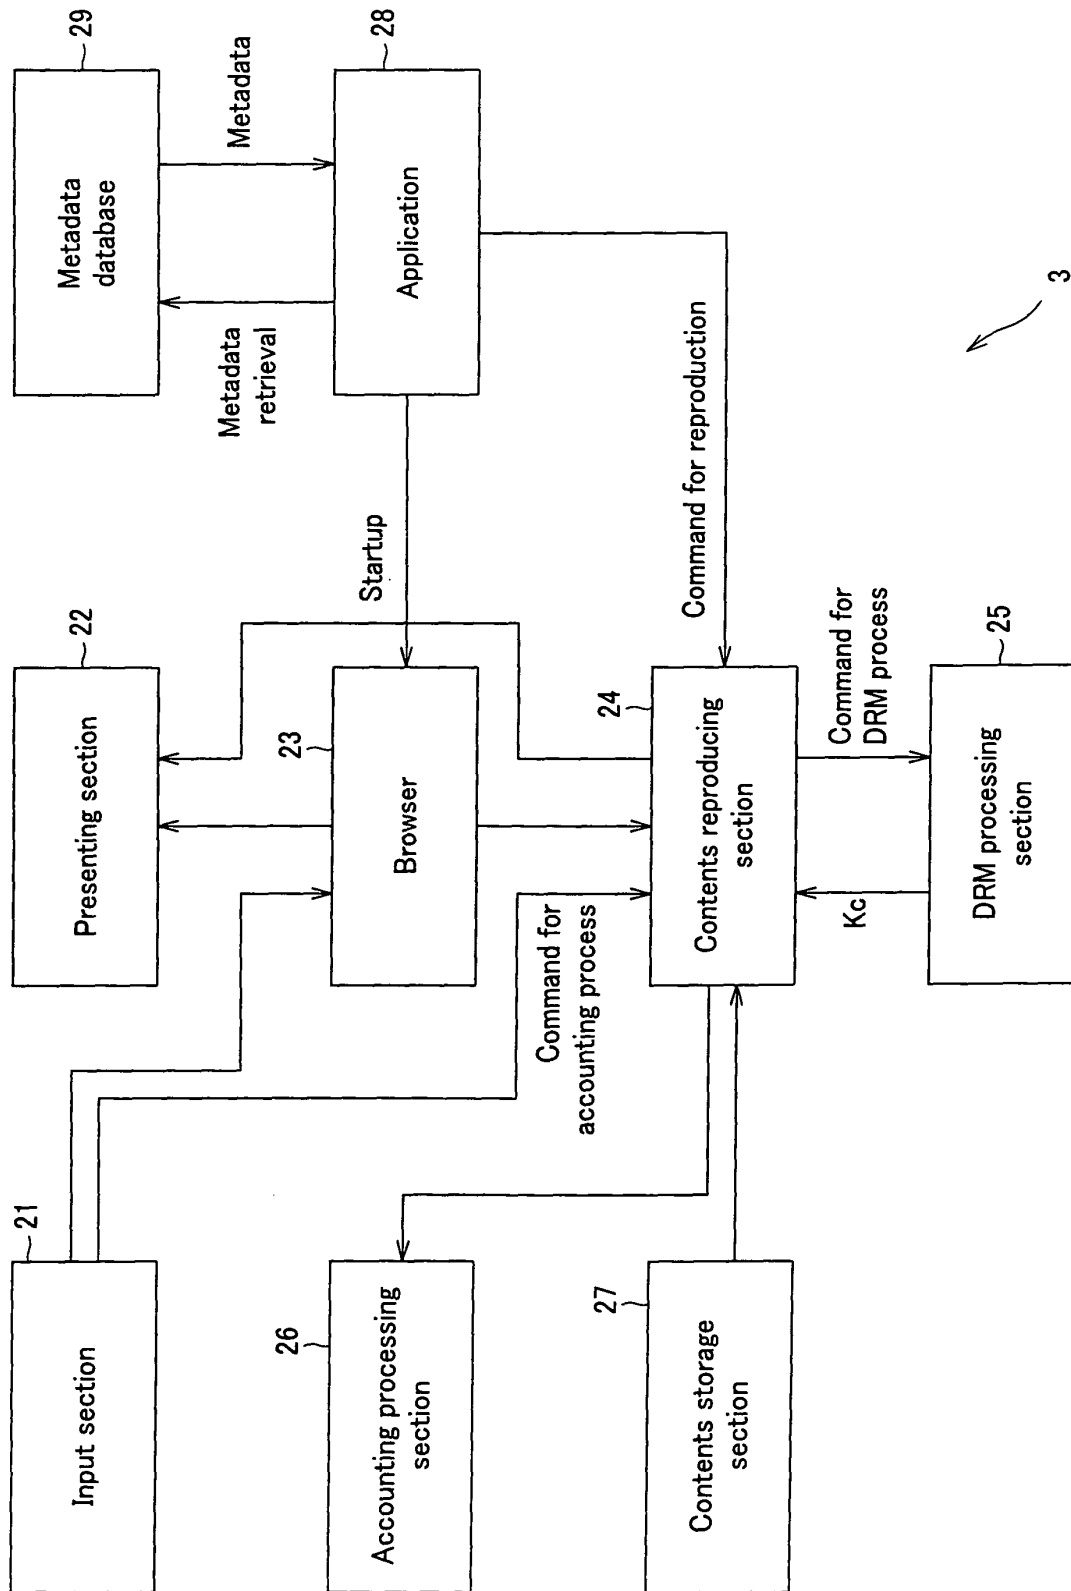 21
Input section
26
Accounting processing
section
27
Contents storage
section
22
Presenting section
23
Browser
Command for
accounting process
24
Contents reproducing
section
Kc
Command for
DRM process
25
DRM processing
section
29
Metadata
database
Metadata
retrieval
Metadata
28
Application
Startup
Command for reproduction
3